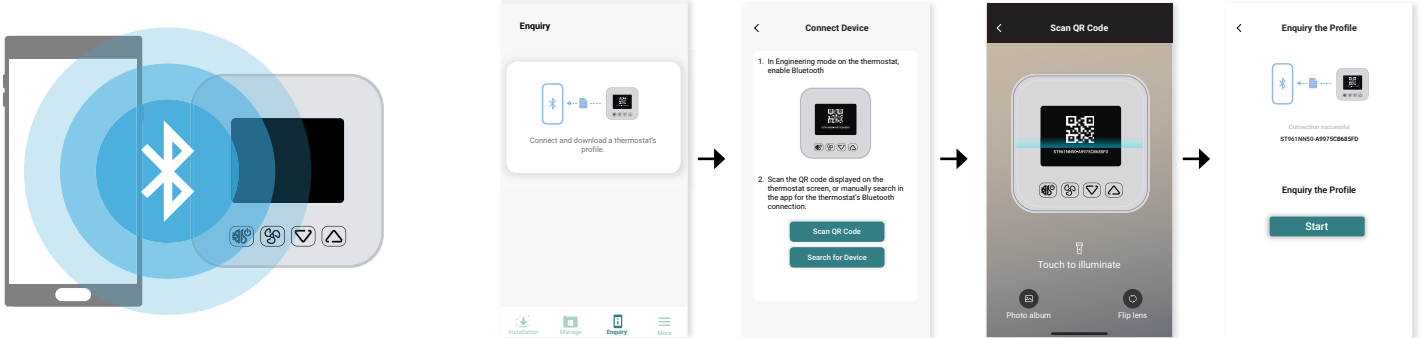 Enquiry
Connect and download a thermostat's
profile.
Installation
Manage
Enquiry
More
Connect Device
1. In Engineering mode on the thermostat,
enable Bluetooth
2. Scan the QR code displayed on the
thermostat screen, or manually search in
the app for the thermostat's Bluetooth
connection.
Scan QR Code
Search for Device
Scan QR Code
ST961NN50-A9975CB685FD
Touch to illuminate
Photo album
Flip lens
Enquiry the Profile
Connection successful
ST961NN50-A9975CB685FD
Enquiry the Profile
Start